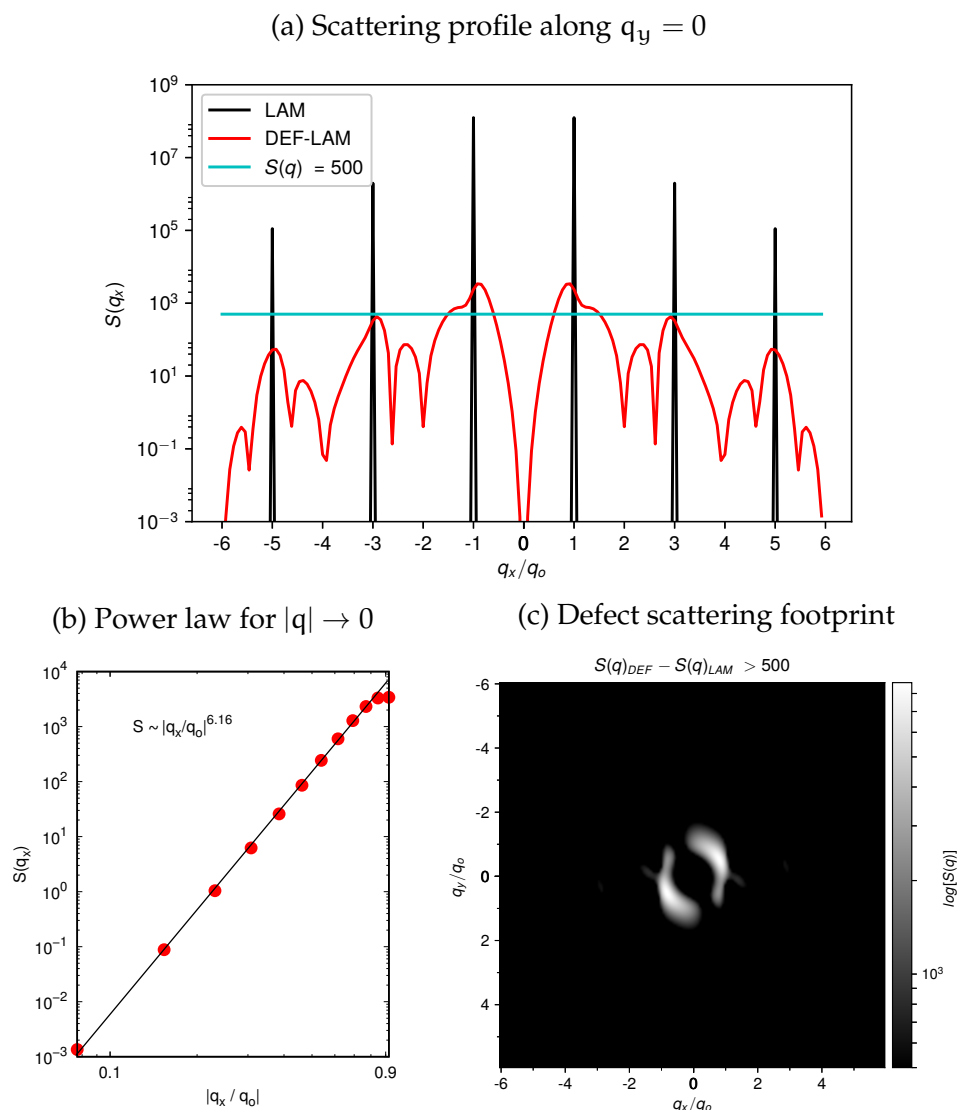 (a) Scattering profile along q_y = 0
10^9
10^7
10^5
10^3
10^1
10^−1
10^−3
S(q_x)
LAM
DEF-LAM
S(q) = 500
-6 -5 -4 -3 -2 -1 0 0 1 2 3 4 5 6
q_x/q_o
(b) Power law for |q| → 0
10^4
10^3
10^2
10^1
10^0
10^−1
10^−2
10^−3
S(q_x)
S ~ |q_x/q_o|^6.16
0.1 0.9
|q_x / q_o|
(c) Defect scattering footprint
S(q)_DEF − S(q)_LAM > 500
-6
-4
-2
0
2
4
q_y/q_o
-6 -4 -2 0 2 4
q_x/q_o
10^3
log[S(q)]